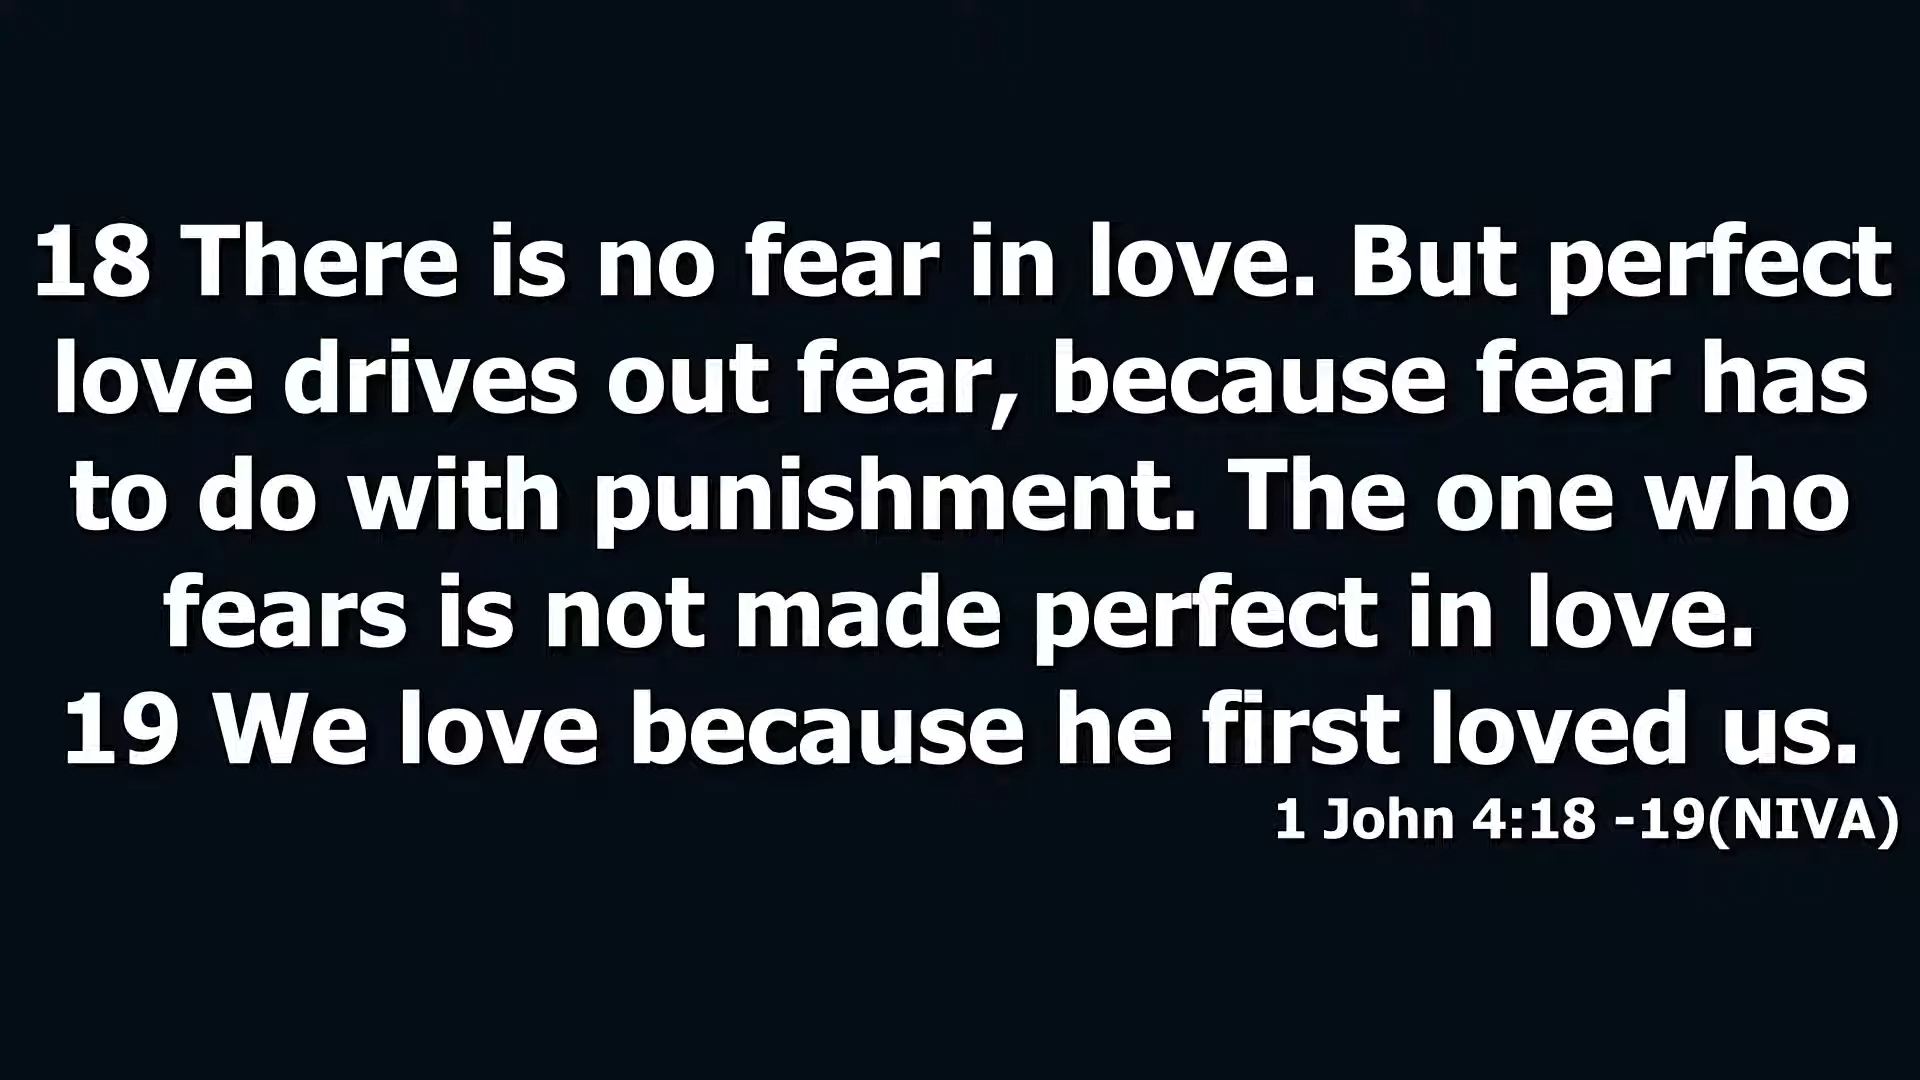 18 There is no fear in love. But perfect
love drives out fear, because fear has
to do with punishment. The one who
fears is not made perfect in love.
19 We love because he first loved us.
1 John 4:18 -19(NIVA)